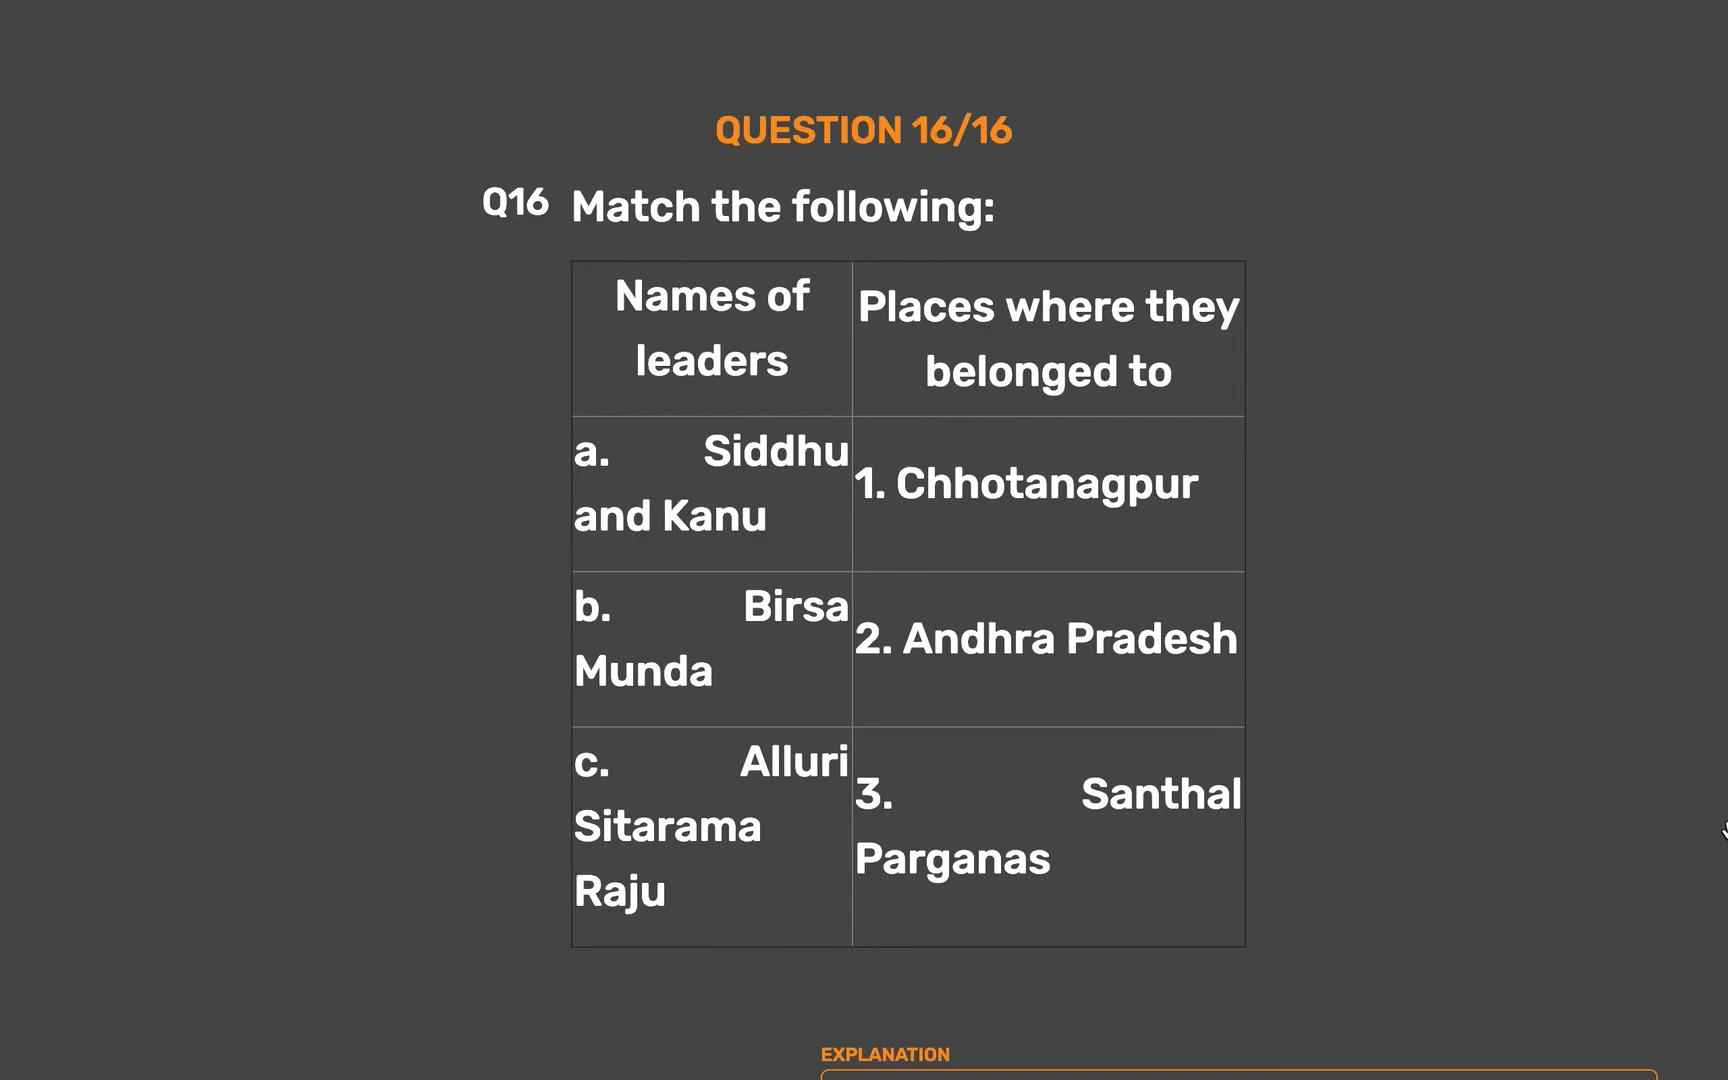 QUESTION 16/16
Q16 Match the following:
Names of
leaders
Places where they
belonged to
a. Siddhu
and Kanu
1. Chhotanagpur
b. Birsa
Munda
2. Andhra Pradesh
c. Alluri
Sitarama
Raju
3. Santhal
Parganas
EXPLANATION